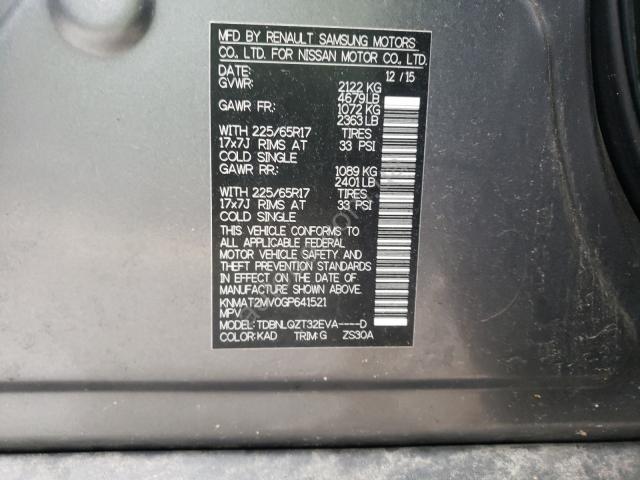 MFD BY RENAULT SAMSUNG MOTORS
CO., LTD. FOR NISSAN MOTOR CO., LTD.
DATE: 12 / 15
GVWR: 2122 KG
4679 LB
GAWR FR: 1072 KG
2363 LB
WITH 225/65R17 TIRES
17x7J RIMS AT 33 PSI
COLD SINGLE
GAWR RR: 1089 KG
2401 LB
WITH 225/65R17 TIRES
17x7J RIMS AT 33 PSI
COLD SINGLE
THIS VEHICLE CONFORMS TO
ALL APPLICABLE FEDERAL
MOTOR VEHICLE SAFETY AND
THEFT PREVENTION STANDARDS
IN EFFECT ON THE DATE OF
MANUFACTURE SHOWN ABOVE.
KNMAT2MV0GP641521
MPV
MODEL: TDBNLQZT32EVA----D
COLOR: KAD TRIM: G ZS30A